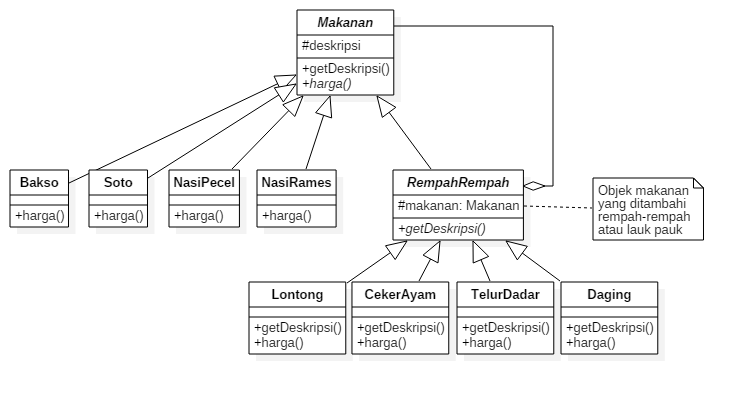 Makanan
#deskripsi
+getDeskripsi()
+harga()
Bakso
+harga()
Soto
+harga()
NasiPecel
+harga()
NasiRames
+harga()
RempahRempah
#makanan: Makanan
+getDeskripsi()
Objek makanan
yang ditambahi
rempah-rempah
atau lauk pauk
Lontong
+getDeskripsi()
+harga()
CekerAyam
+getDeskripsi()
+harga()
TelurDadar
+getDeskripsi()
+harga()
Daging
+getDeskripsi()
+harga()